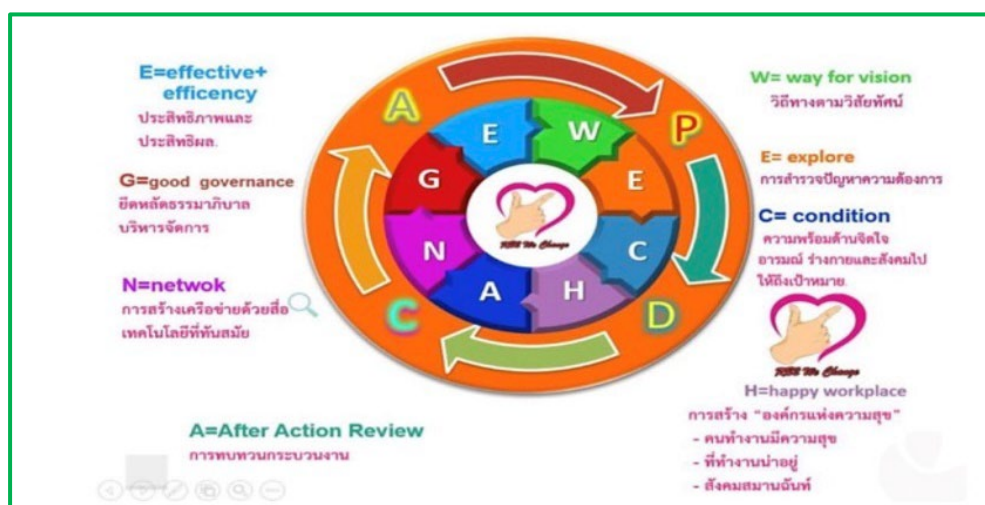 E=effective+
efficency
ประสิทธิภาพและ
ประสิทธิผล.
G=good governance
ยึดหลัดธรรมาภิบาล
บริหารจัดการ
N=netwok
การสร้างเครือข่ายด้วยสื่อ
เทคโนโลยีที่ทันสมัย
A=After Action Review
การทบทวนกระบวนงาน
A
P
D
C
W
E
C
H
A
N
G
E
We Change
W= way for vision
วิถีทางตามวิสัยทัศน์
E= explore
การสำรวจปัญหาความต้องการ
C= condition
ความพร้อมด้านจิตใจ
อารมณ์ ร่างกายและสังคมไป
ให้ถึงเป้าหมาย.
We Change
H=happy workplace
การสร้าง "องค์กรแห่งความสุข"
- คนทำงานมีความสุข
- ที่ทำงานน่าอยู่
- สังคมสมานฉันท์